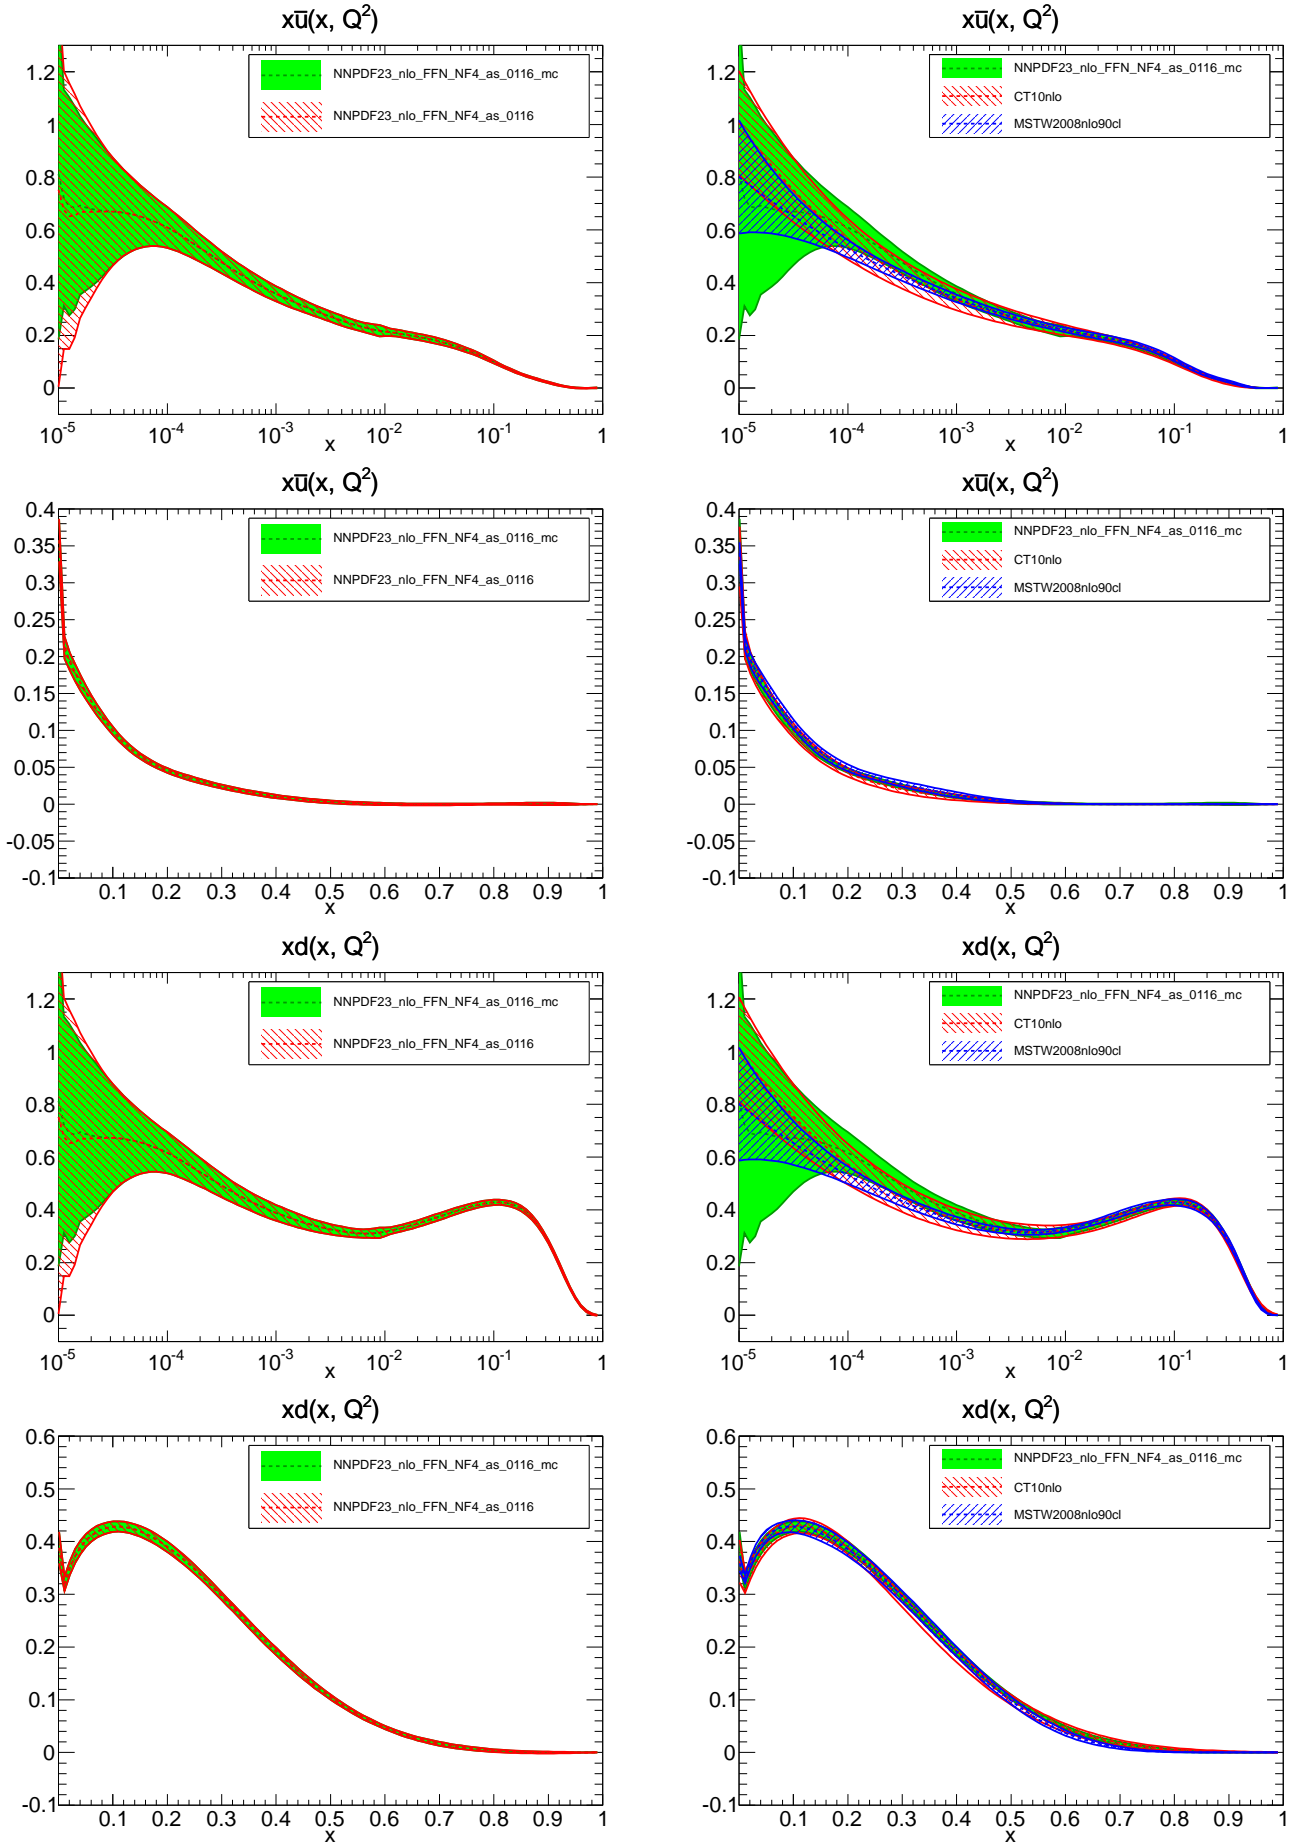 xū(x, Q²)
NNPDF23_nlo_FFN_NF4_as_0116_mc
NNPDF23_nlo_FFN_NF4_as_0116
1.2
1
0.8
0.6
0.4
0.2
0
10⁻⁵ 10⁻⁴ 10⁻³ 10⁻² 10⁻¹ 1
x
xū(x, Q²)
NNPDF23_nlo_FFN_NF4_as_0116_mc
CT10nlo
MSTW2008nlo90cl
1.2
1
0.8
0.6
0.4
0.2
0
10⁻⁵ 10⁻⁴ 10⁻³ 10⁻² 10⁻¹ 1
x
xū(x, Q²)
NNPDF23_nlo_FFN_NF4_as_0116_mc
NNPDF23_nlo_FFN_NF4_as_0116
0.4
0.35
0.3
0.25
0.2
0.15
0.1
0.05
0
-0.05
-0.1
0.1 0.2 0.3 0.4 0.5 0.6 0.7 0.8 0.9 1
x
xū(x, Q²)
NNPDF23_nlo_FFN_NF4_as_0116_mc
CT10nlo
MSTW2008nlo90cl
0.4
0.35
0.3
0.25
0.2
0.15
0.1
0.05
0
-0.05
-0.1
0.1 0.2 0.3 0.4 0.5 0.6 0.7 0.8 0.9 1
x
xd(x, Q²)
NNPDF23_nlo_FFN_NF4_as_0116_mc
NNPDF23_nlo_FFN_NF4_as_0116
1.2
1
0.8
0.6
0.4
0.2
0
10⁻⁵ 10⁻⁴ 10⁻³ 10⁻² 10⁻¹ 1
x
xd(x, Q²)
NNPDF23_nlo_FFN_NF4_as_0116_mc
CT10nlo
MSTW2008nlo90cl
1.2
1
0.8
0.6
0.4
0.2
0
10⁻⁵ 10⁻⁴ 10⁻³ 10⁻² 10⁻¹ 1
x
xd(x, Q²)
NNPDF23_nlo_FFN_NF4_as_0116_mc
NNPDF23_nlo_FFN_NF4_as_0116
0.6
0.5
0.4
0.3
0.2
0.1
0
-0.1
0.1 0.2 0.3 0.4 0.5 0.6 0.7 0.8 0.9 1
x
xd(x, Q²)
NNPDF23_nlo_FFN_NF4_as_0116_mc
CT10nlo
MSTW2008nlo90cl
0.6
0.5
0.4
0.3
0.2
0.1
0
-0.1
0.1 0.2 0.3 0.4 0.5 0.6 0.7 0.8 0.9 1
x